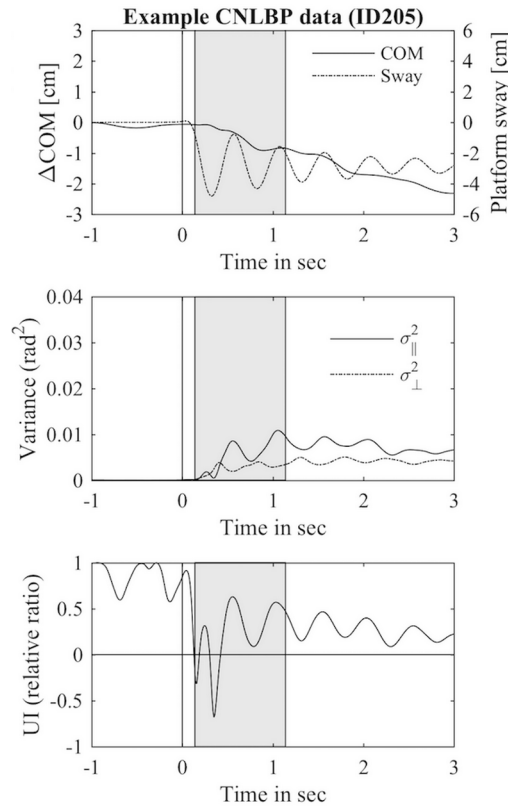 Example CNLBP data (ID205)
3
2
1
0
-1
-2
-3
ΔCOM [cm]
6
4
2
0
-2
-4
-6
Platform sway [cm]
COM
Sway
-1 0 1 2 3
Time in sec
0.04
0.03
0.02
0.01
0
Variance (rad²)
σ²∥
σ²⊥
-1 0 1 2 3
Time in sec
1
0.5
0
-0.5
-1
UI (relative ratio)
-1 0 1 2 3
Time in sec